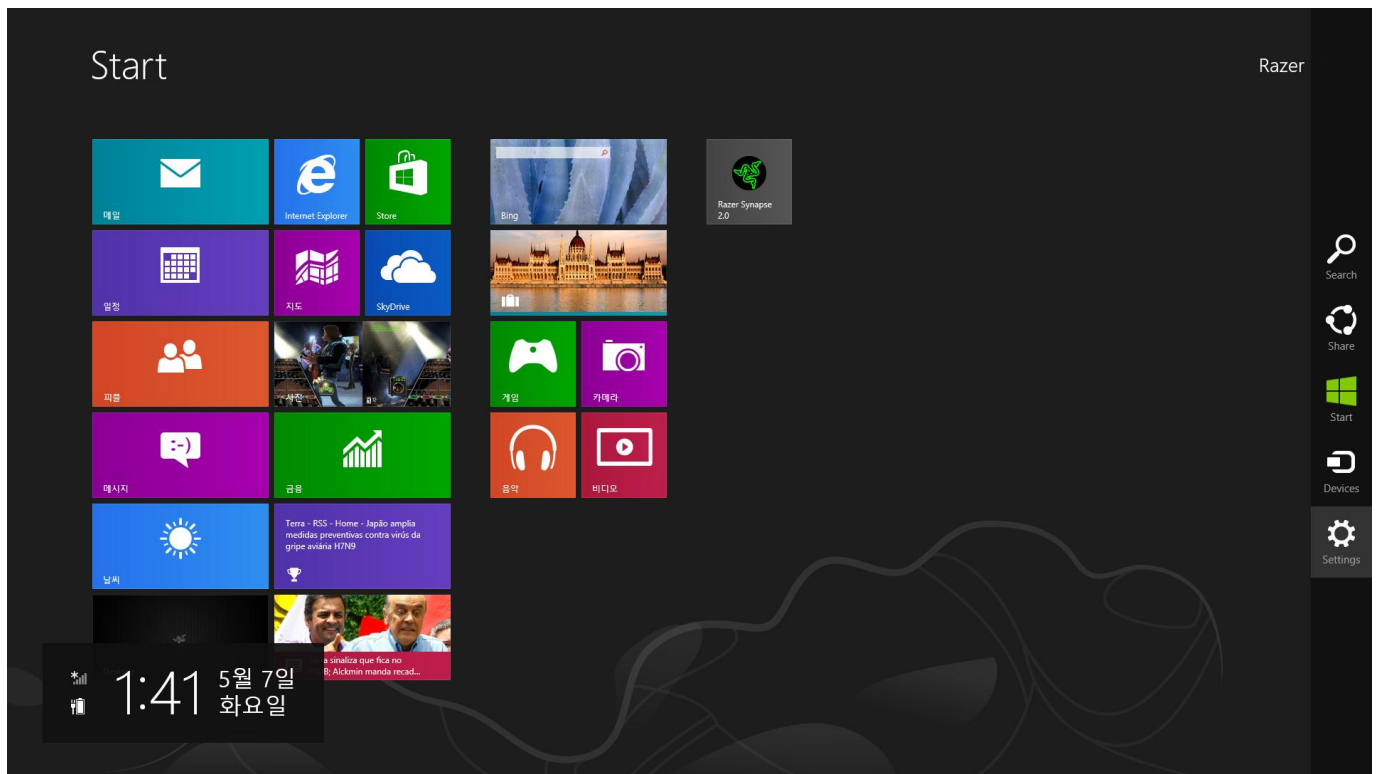 Start
Razer
메일
Internet Explorer
Store
일정
지도
SkyDrive
피플
사진
메시지
금융
날씨
Terra - RSS - Home - Japão amplia
medidas preventivas contra virús da
gripe aviária H7N9
sinaliza que fica no
B; Alckmin manda recad...
Bing
게임
카메라
음악
비디오
Razer Synapse
2.0
Search
Share
Start
Devices
Settings
1:41
5월 7일
화요일